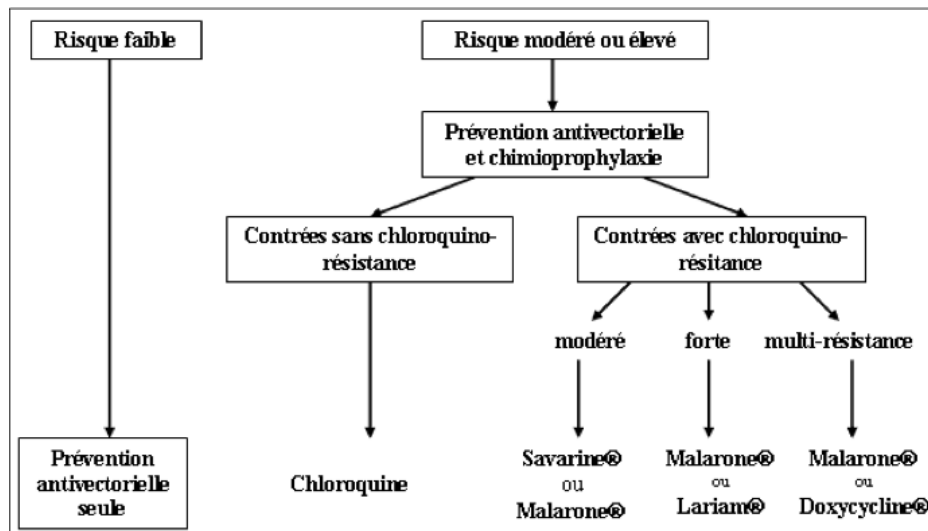 Risque faible
Risque modéré ou élevé
Prévention antivectorielle
et chimioprophylaxie
Contrées sans chloroquino-
résistance
Contrées avec chloroquino-
résitance
modéré
forte
multi-résistance
Prévention
antivectorielle
seule
Chloroquine
Savarine®
ou
Malarone®
Malarone®
ou
Lariam®
Malarone®
ou
Doxycycline®